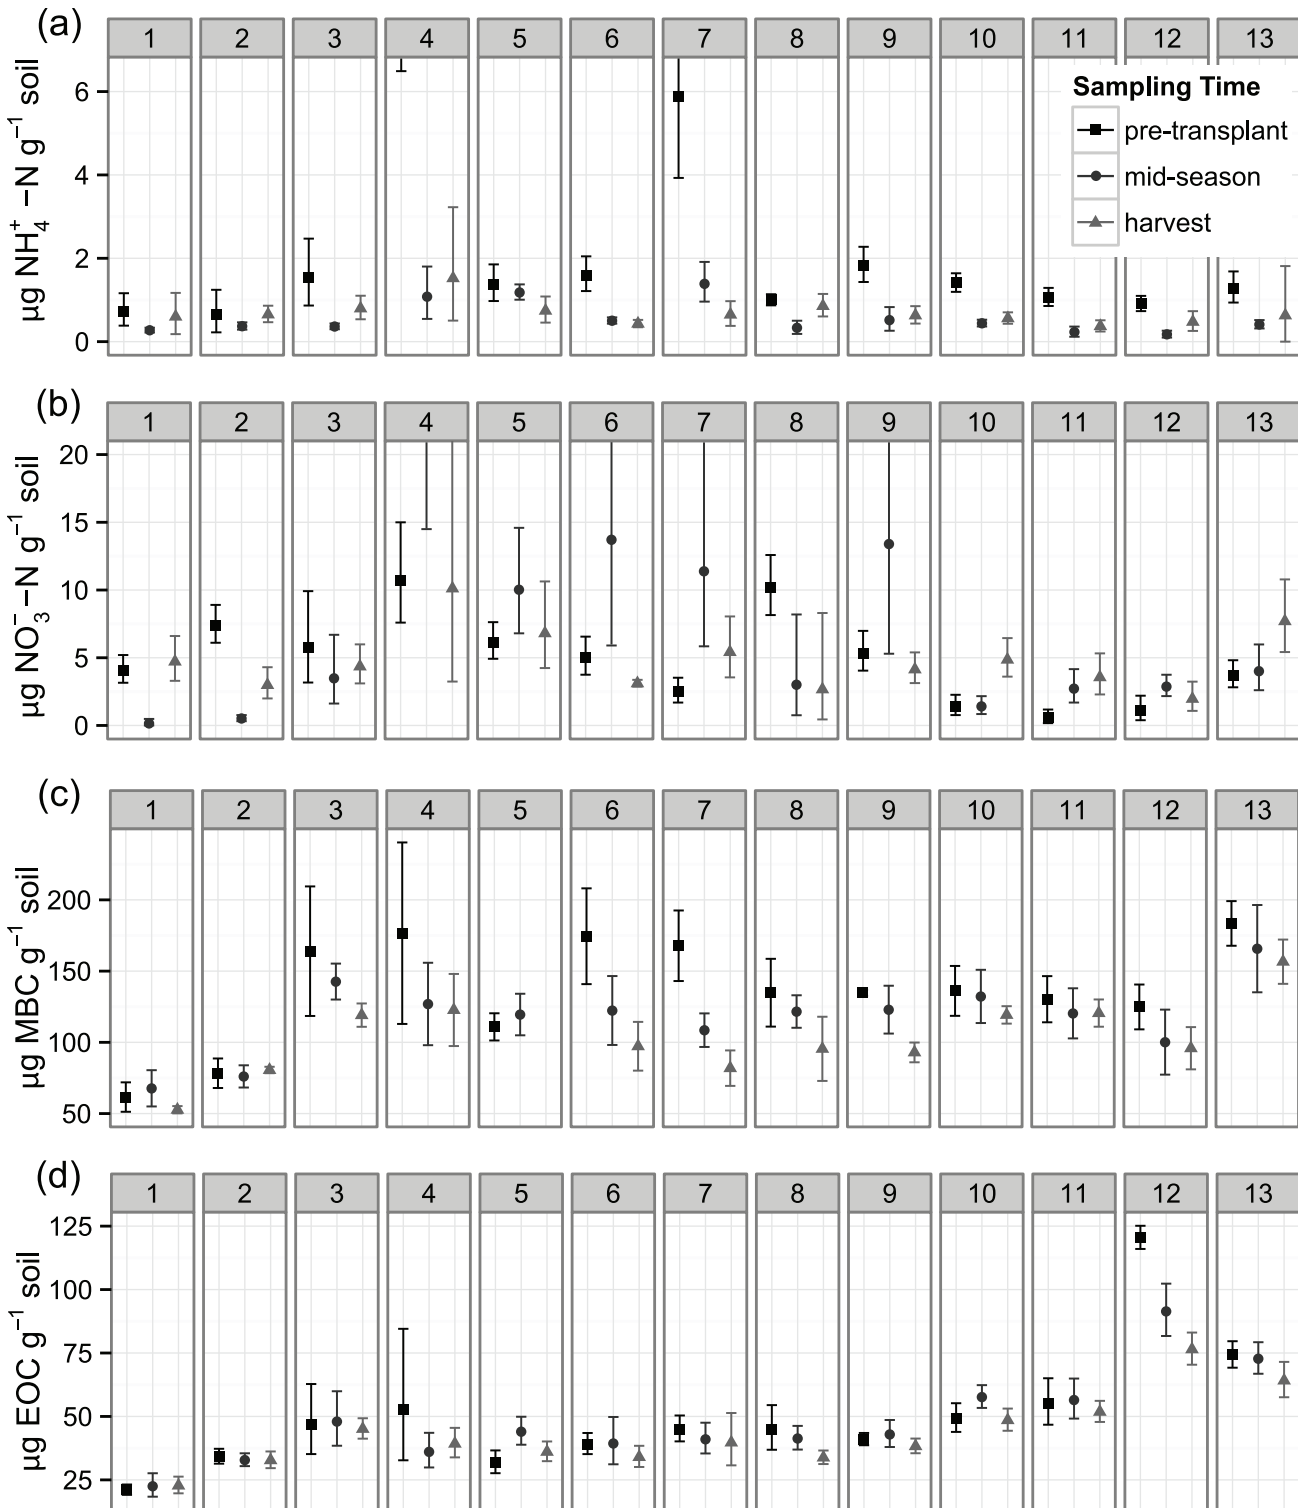 (a)
1 2 3 4 5 6 7 8 9 10 11 12 13
µg NH₄⁺ −N g⁻¹ soil
6
4
2
0
Sampling Time
pre-transplant
mid-season
harvest
(b)
1 2 3 4 5 6 7 8 9 10 11 12 13
µg NO₃⁻ −N g⁻¹ soil
20
15
10
5
0
(c)
1 2 3 4 5 6 7 8 9 10 11 12 13
µg MBC g⁻¹ soil
200
150
100
50
(d)
1 2 3 4 5 6 7 8 9 10 11 12 13
µg EOC g⁻¹ soil
125
100
75
50
25